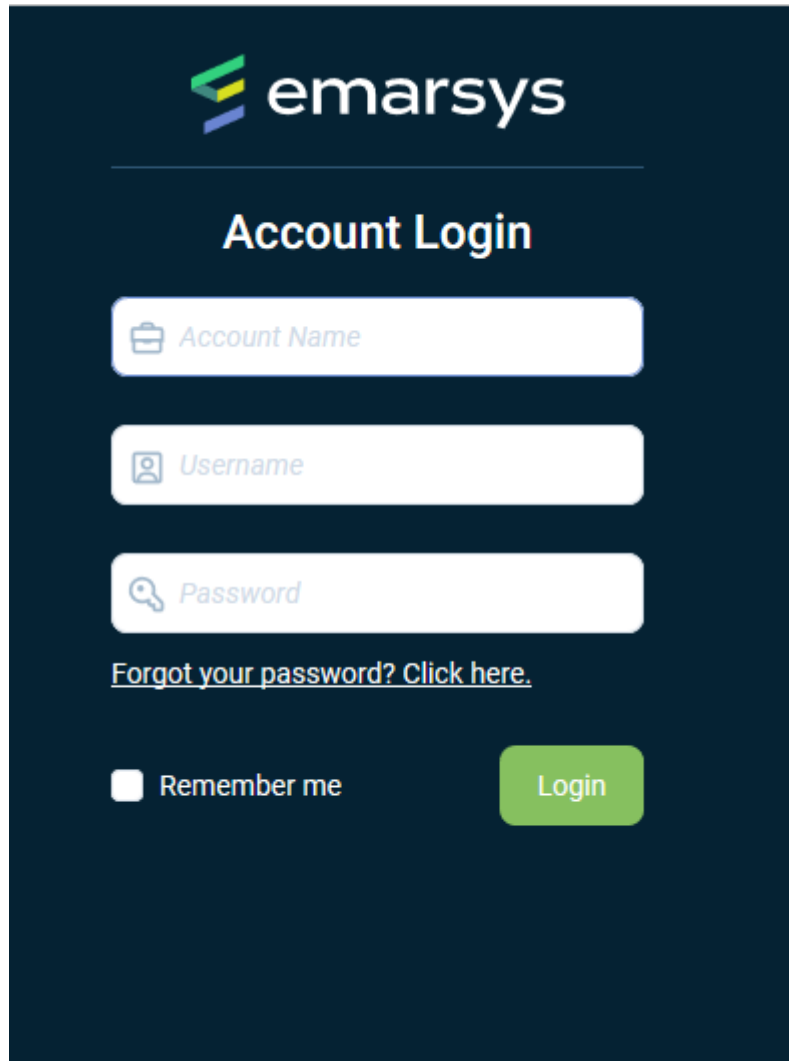 emarsys
Account Login
Account Name
Username
Password
Forgot your password? Click here.
Remember me
Login